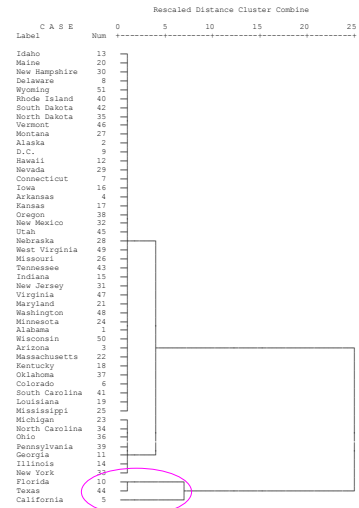 Rescaled Distance Cluster Combine
C A S E 0 5 10 15 20 25
Label Num +---------+---------+---------+---------+---------+
Idaho 13
Maine 20
New Hampshire 30
Delaware 8
Wyoming 51
Rhode Island 40
South Dakota 42
North Dakota 35
Vermont 46
Montana 27
Alaska 2
D.C. 9
Hawaii 12
Nevada 29
Connecticut 7
Iowa 16
Arkansas 4
Kansas 17
Oregon 38
New Mexico 32
Utah 45
Nebraska 28
West Virginia 49
Missouri 26
Tennessee 43
Indiana 15
New Jersey 31
Virginia 47
Maryland 21
Washington 48
Minnesota 24
Alabama 1
Wisconsin 50
Arizona 3
Massachusetts 22
Kentucky 18
Oklahoma 37
Colorado 6
South Carolina 41
Louisiana 19
Mississippi 25
Michigan 23
North Carolina 34
Ohio 36
Pennsylvania 39
Georgia 11
Illinois 14
New York 33
Florida 10
Texas 44
California 5